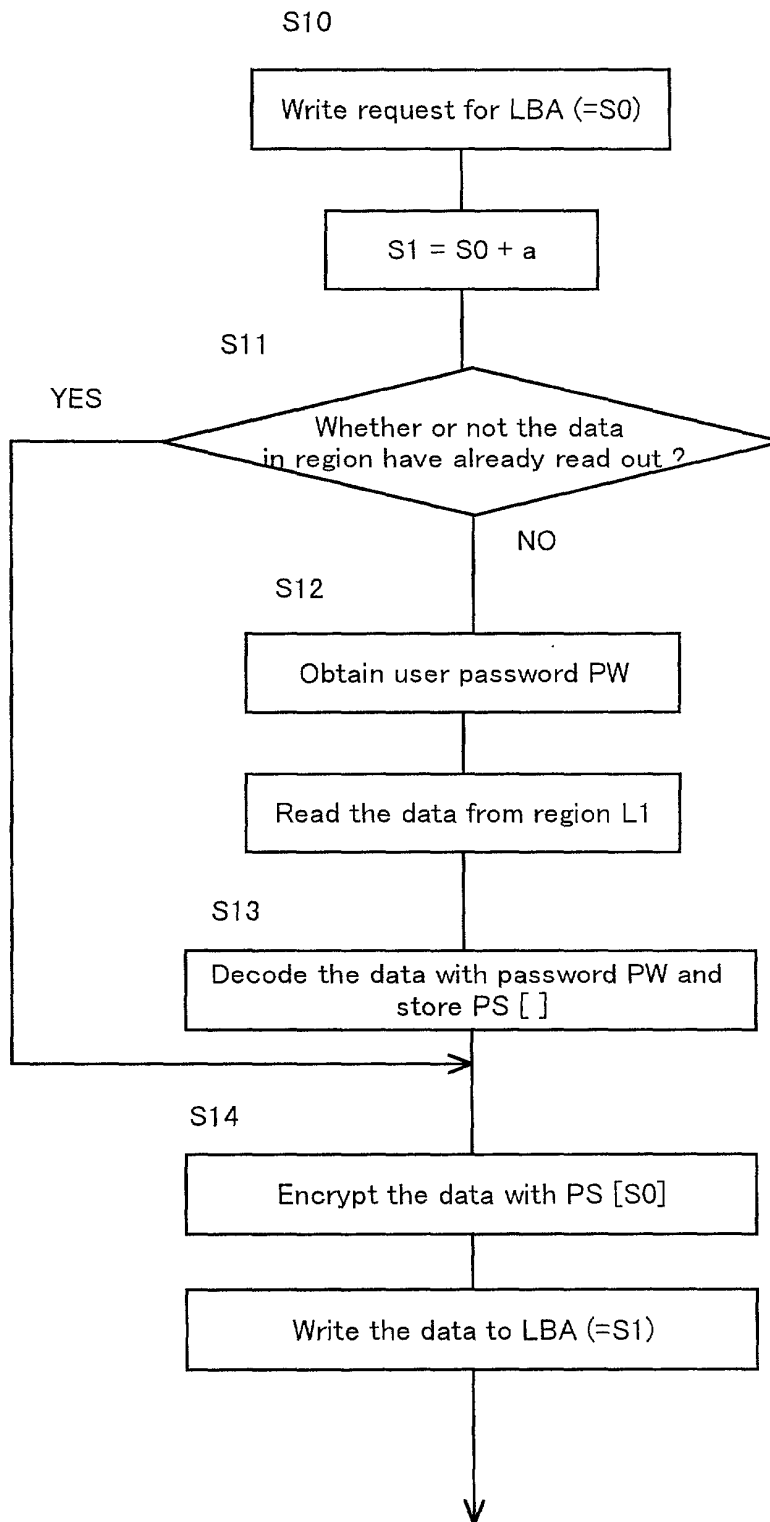 S10
Write request for LBA (=S0)
S1 = S0 + a
S11
YES
Whether or not the data
in region have already read out ?
NO
S12
Obtain user password PW
Read the data from region L1
S13
Decode the data with password PW and
store PS [ ]
S14
Encrypt the data with PS [S0]
Write the data to LBA (=S1)